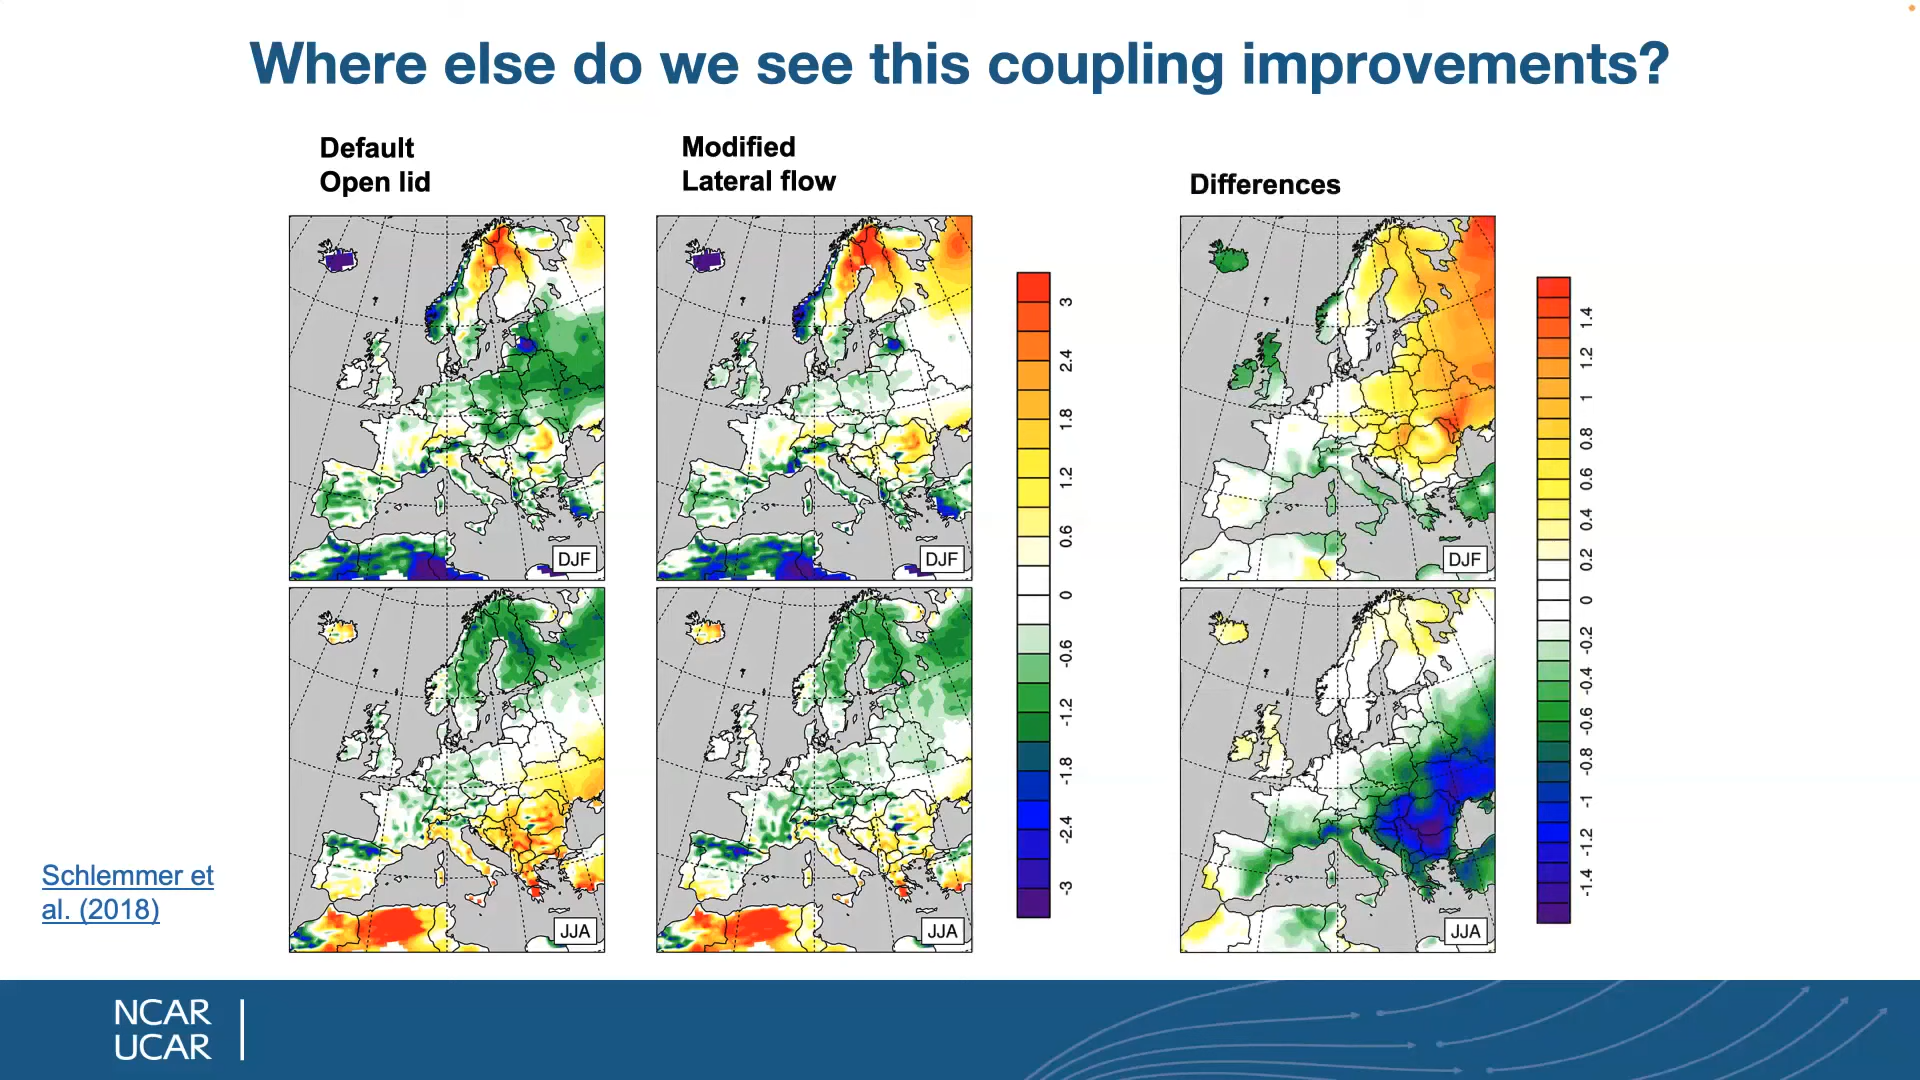 Where else do we see this coupling improvements?
Default
Open lid
Modified
Lateral flow
Differences
DJF
DJF
DJF
3
2.4
1.8
1.2
0.6
0
-0.6
-1.2
-1.8
-2.4
-3
1.4
1.2
1
0.8
0.6
0.4
0.2
0
-0.2
-0.4
-0.6
-0.8
-1
-1.2
-1.4
JJA
JJA
JJA
Schlemmer et
al. (2018)
NCAR
UCAR